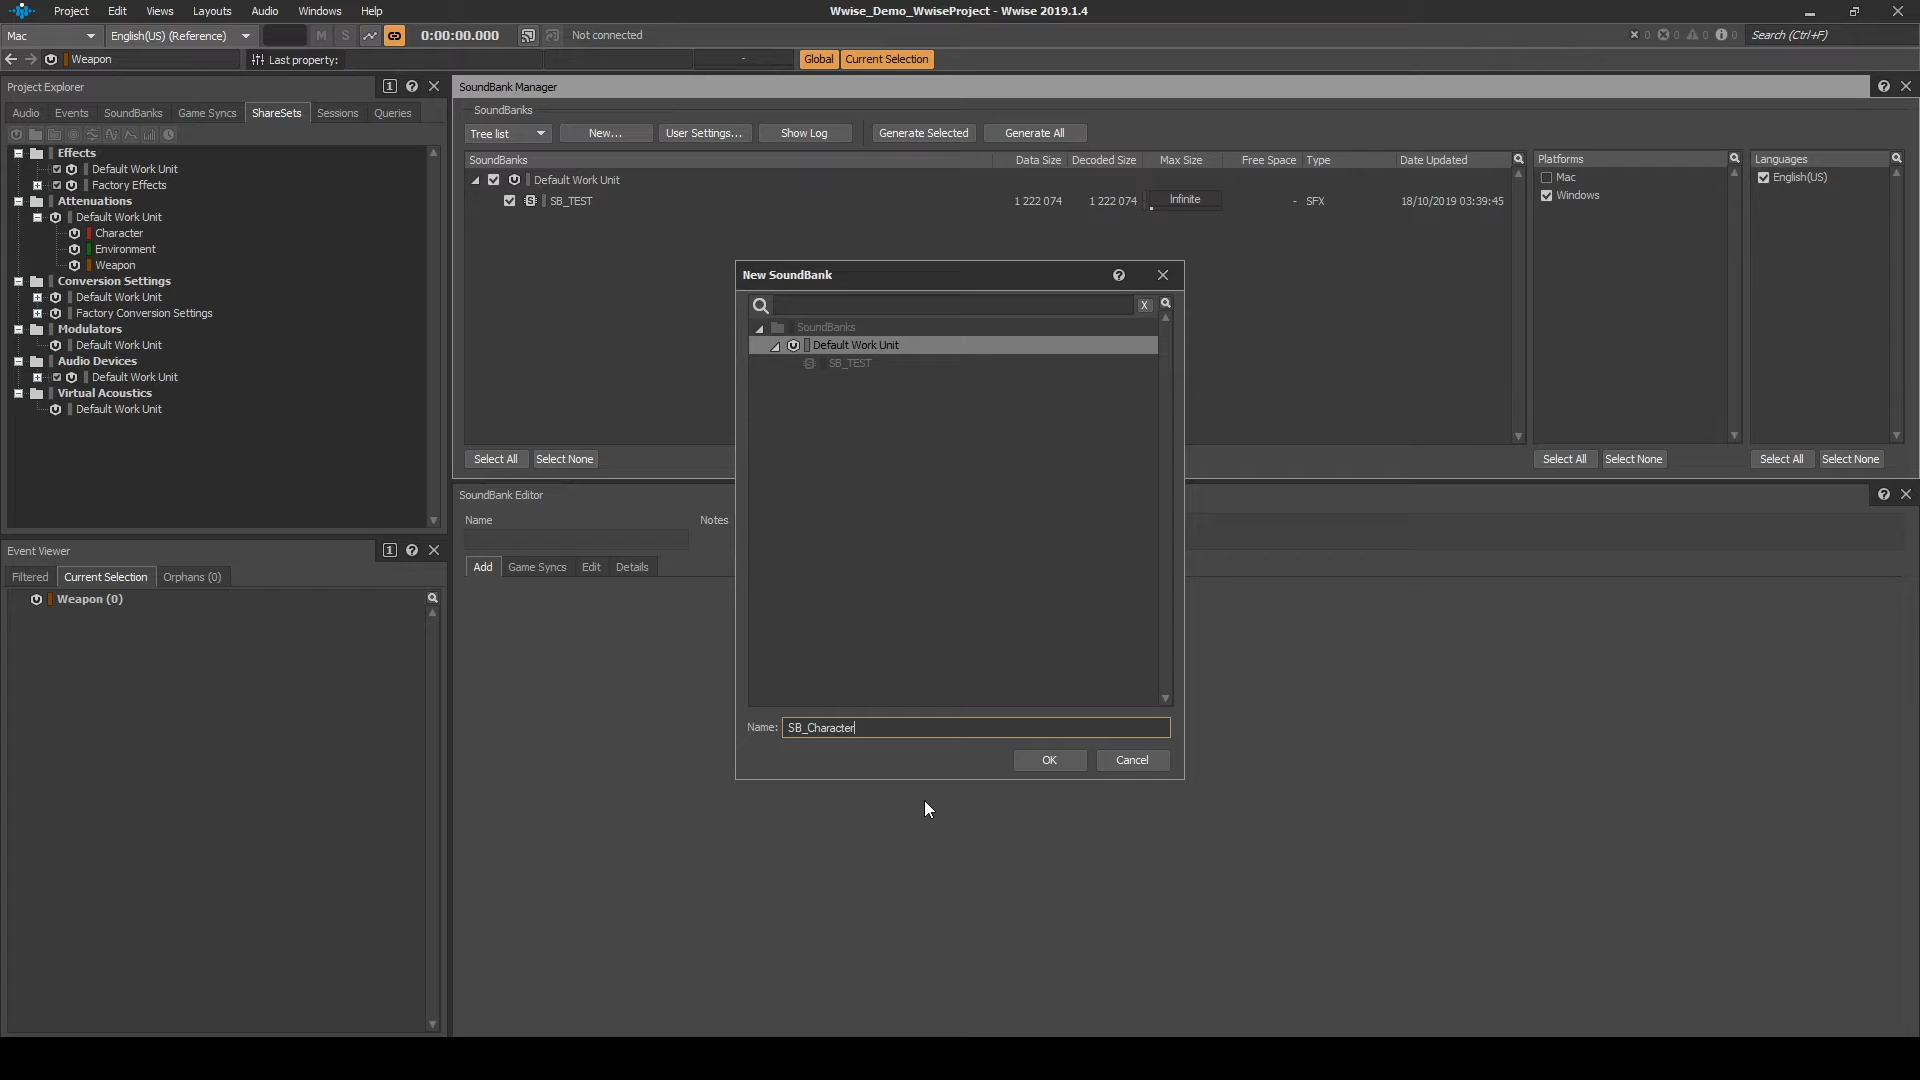 Project Edit Views Layouts Audio Windows Help
Wwise_Demo_WwiseProject - Wwise 2019.1.4
Mac English(US) (Reference) M S 0:00:00.000 Not connected 0 0 0 0 Search (Ctrl+F)
Weapon Last property: - Global Current Selection
Project Explorer 1
Audio Events SoundBanks Game Syncs ShareSets Sessions Queries
Effects
Default Work Unit
Factory Effects
Attenuations
Default Work Unit
Character
Environment
Weapon
Conversion Settings
Default Work Unit
Factory Conversion Settings
Modulators
Default Work Unit
Audio Devices
Default Work Unit
Virtual Acoustics
Default Work Unit
Event Viewer 1
Filtered Current Selection Orphans (0)
Weapon (0)
SoundBank Manager
SoundBanks
Tree list New... User Settings... Show Log Generate Selected Generate All
SoundBanks Data Size Decoded Size Max Size Free Space Type Date Updated
Default Work Unit
SB_TEST 1 222 074 1 222 074 Infinite - SFX 18/10/2019 03:39:45
Select All Select None
Platforms
Mac
Windows
Select All Select None
Languages
English(US)
Select All Select None
SoundBank Editor
Name Notes
Add Game Syncs Edit Details
New SoundBank
X
SoundBanks
Default Work Unit
SB_TEST
Name: SB_Character
OK Cancel